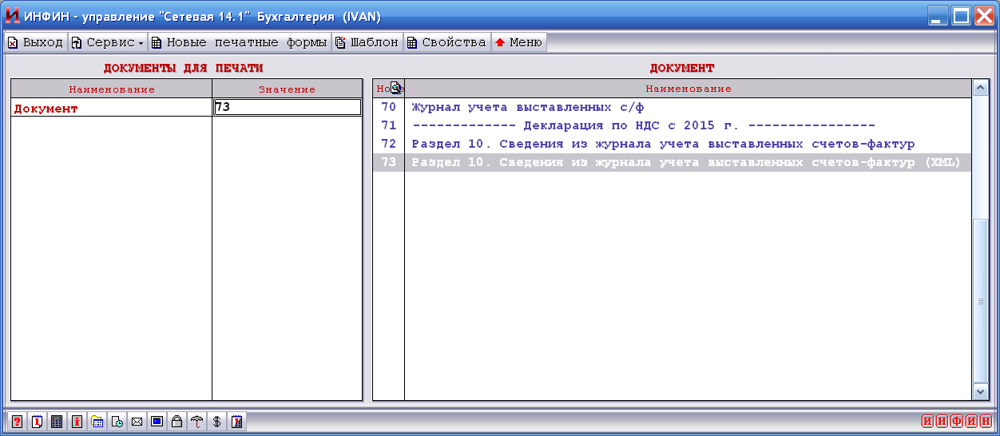 ИНФИН - управление "Сетевая 14.1" Бухгалтерия (IVAN)
Выход Сервис Новые печатные формы Шаблон Свойства Меню
ДОКУМЕНТЫ ДЛЯ ПЕЧАТИ
Наименование Значение
Документ 73
ДОКУМЕНТ
Наименование
70 Журнал учета выставленных с/ф
71 ------------- Декларация по НДС с 2015 г. ----------------
72 Раздел 10. Сведения из журнала учета выставленных счетов-фактур
73 Раздел 10. Сведения из журнала учета выставленных счетов-фактур (XML)
ИНФИН